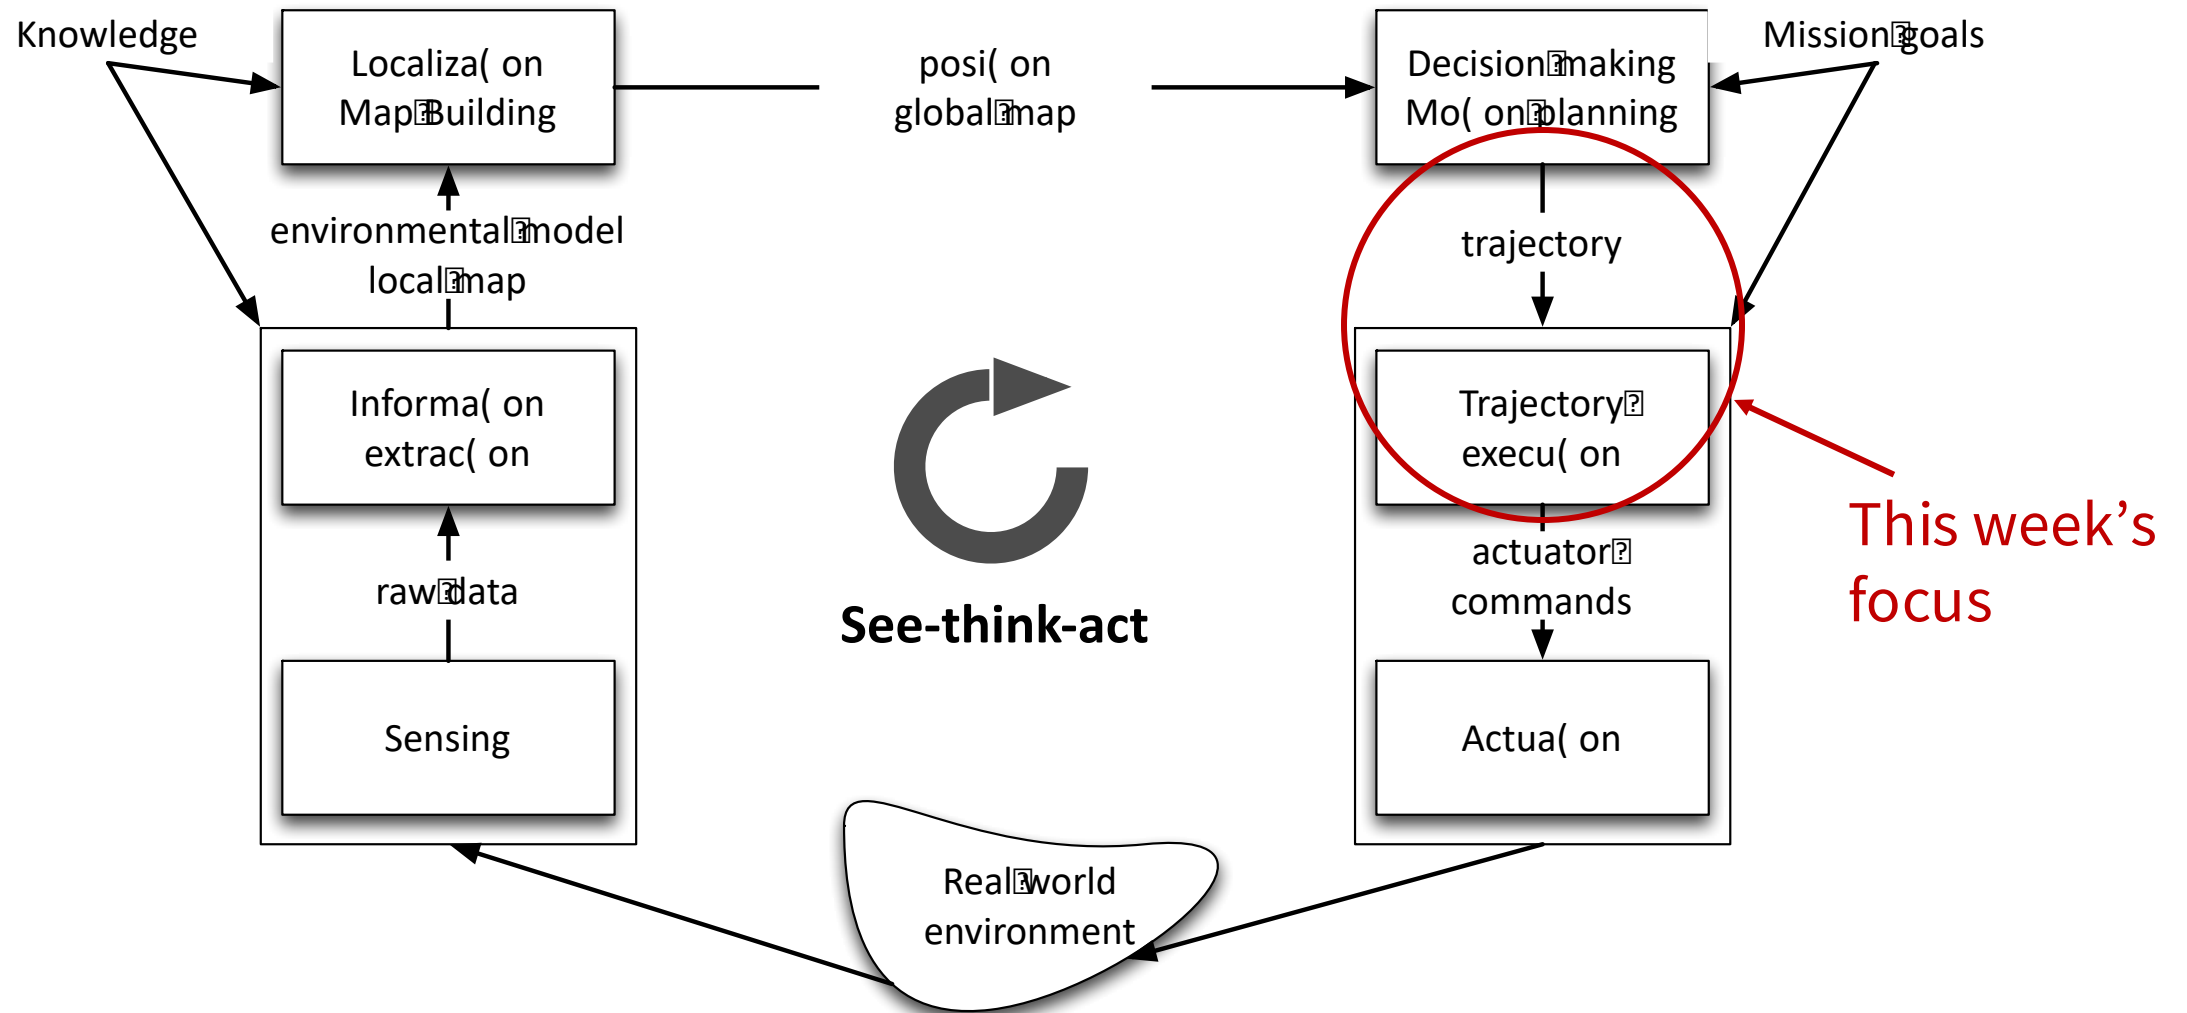 Knowledge
Localiza( on
Map⍰Building
posi( on
global⍰map
Decision⍰making
Mo( on⍰planning
Mission⍰goals
environmental⍰model
local⍰map
trajectory
Informa( on
extrac( on
Trajectory⍰
execu( on
This week’s
focus
raw⍰data
See-think-act
actuator⍰
commands
Sensing
Actua( on
Real⍰world
environment